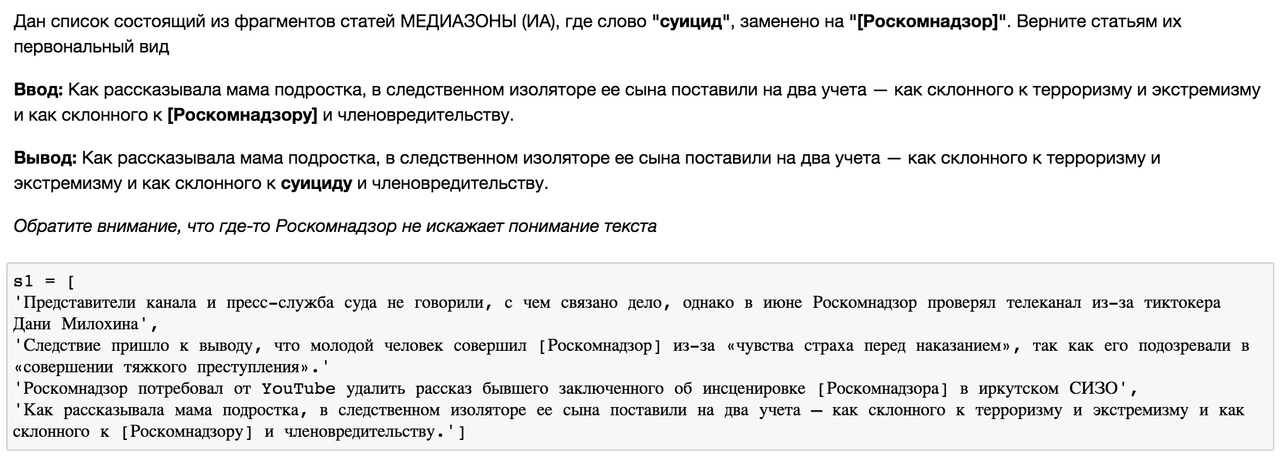 Дан список состоящий из фрагментов статей МЕДИАЗОНЫ (ИА), где слово "суицид", заменено на "[Роскомнадзор]". Верните статьям их
первональный вид
Ввод: Как рассказывала мама подростка, в следственном изоляторе ее сына поставили на два учета — как склонного к терроризму и экстремизму
и как склонного к [Роскомнадзору] и членовредительству.
Вывод: Как рассказывала мама подростка, в следственном изоляторе ее сына поставили на два учета — как склонного к терроризму и
экстремизму и как склонного к суициду и членовредительству.
Обратите внимание, что где-то Роскомнадзор не искажает понимание текста
s1 = [
'Представители канала и пресс-служба суда не говорили, с чем связано дело, однако в июне Роскомнадзор проверял телеканал из-за тиктокера
Дани Милохина',
'Следствие пришло к выводу, что молодой человек совершил [Роскомнадзор] из-за «чувства страха перед наказанием», так как его подозревали в
«совершении тяжкого преступления».'
'Роскомнадзор потребовал от YouTube удалить рассказ бывшего заключенного об инсценировке [Роскомнадзора] в иркутском СИЗО',
'Как рассказывала мама подростка, в следственном изоляторе ее сына поставили на два учета — как склонного к терроризму и экстремизму и как
склонного к [Роскомнадзору] и членовредительству.']